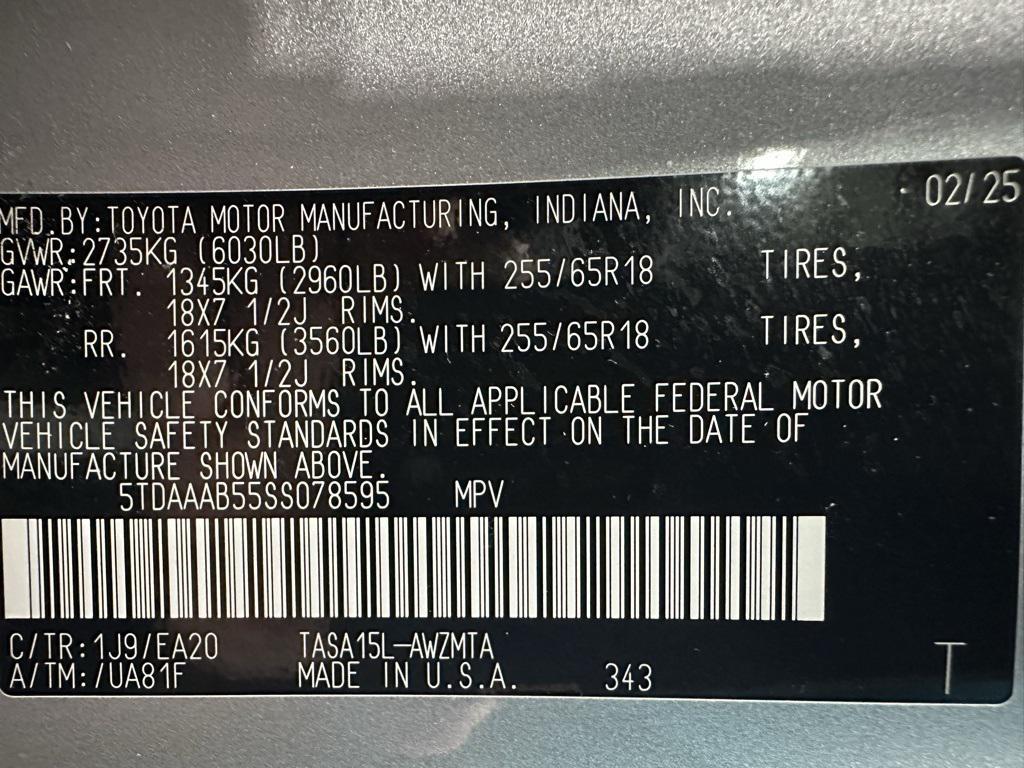 02/25
MFD.BY:TOYOTA MOTOR MANUFACTURING, INDIANA, INC.
GVWR:2735KG (6030LB)
GAWR:FRT. 1345KG (2960LB) WITH 255/65R18 TIRES,
18X7 1/2J RIMS.
RR. 1615KG (3560LB) WITH 255/65R18 TIRES,
18X7 1/2J RIMS.
THIS VEHICLE CONFORMS TO ALL APPLICABLE FEDERAL MOTOR
VEHICLE SAFETY STANDARDS IN EFFECT ON THE DATE OF
MANUFACTURE SHOWN ABOVE.
5TDAAAB55SS078595 MPV
C/TR:1J9/EA20 TASA15L-AWZMTA
A/TM:/UA81F MADE IN U.S.A. 343
T